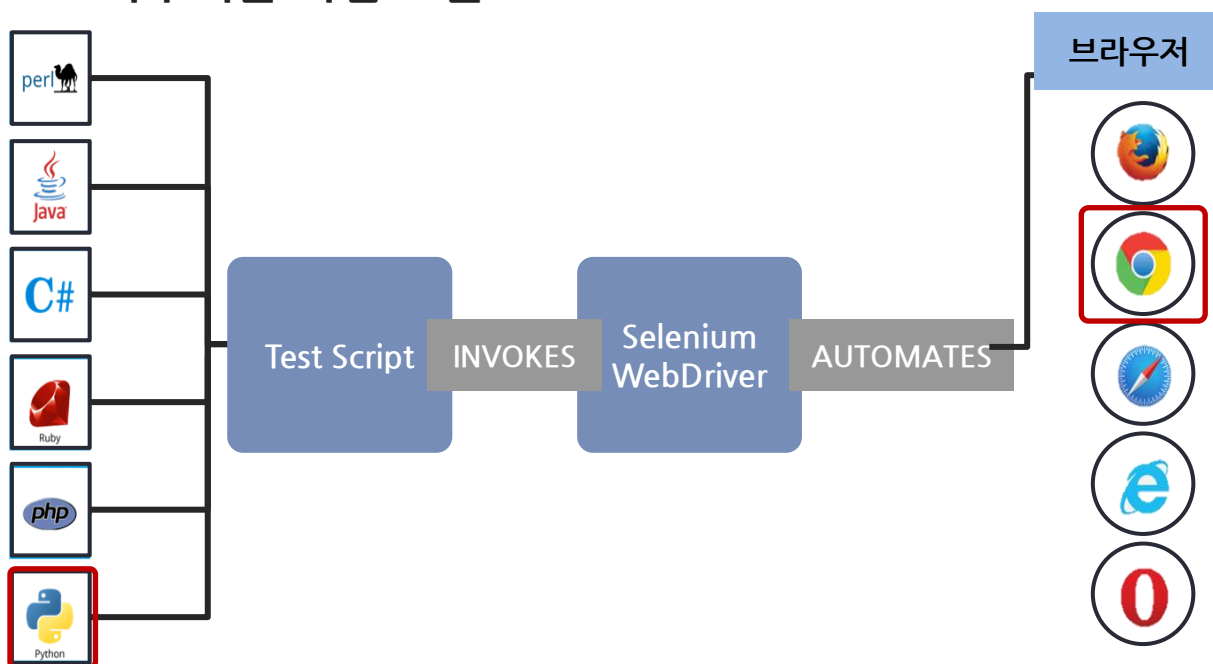 perl
Java
C#
Ruby
php
Python
Test Script
INVOKES
Selenium
WebDriver
AUTOMATES
브라우저